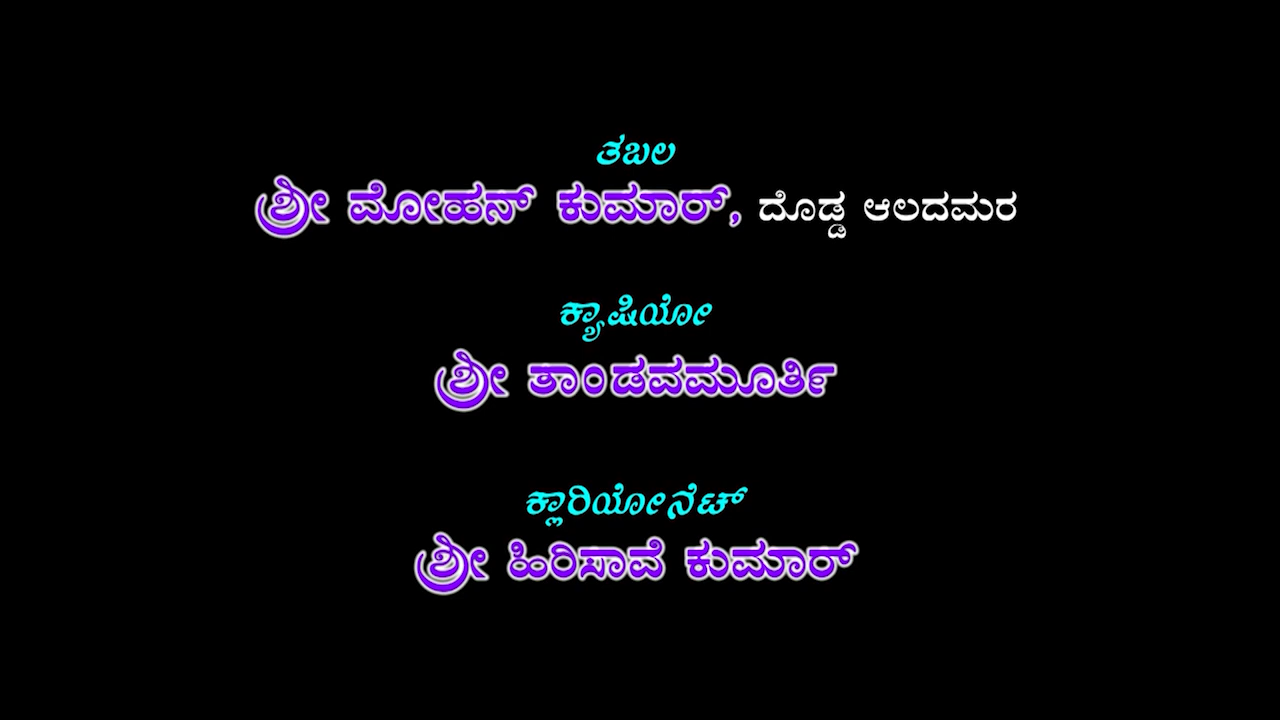 ತಬಲ
ಶ್ರೀ ಮೋಹನ್ ಕುಮಾರ್, ದೊಡ್ಡ ಆಲದಮರ
ಕ್ಯಾಷಿಯೋ
ಶ್ರೀ ತಾಂಡವಮೂರ್ತಿ
ಕ್ಲಾರಿಯೋನೆಟ್
ಶ್ರೀ ಹಿರಿಸಾವೆ ಕುಮಾರ್